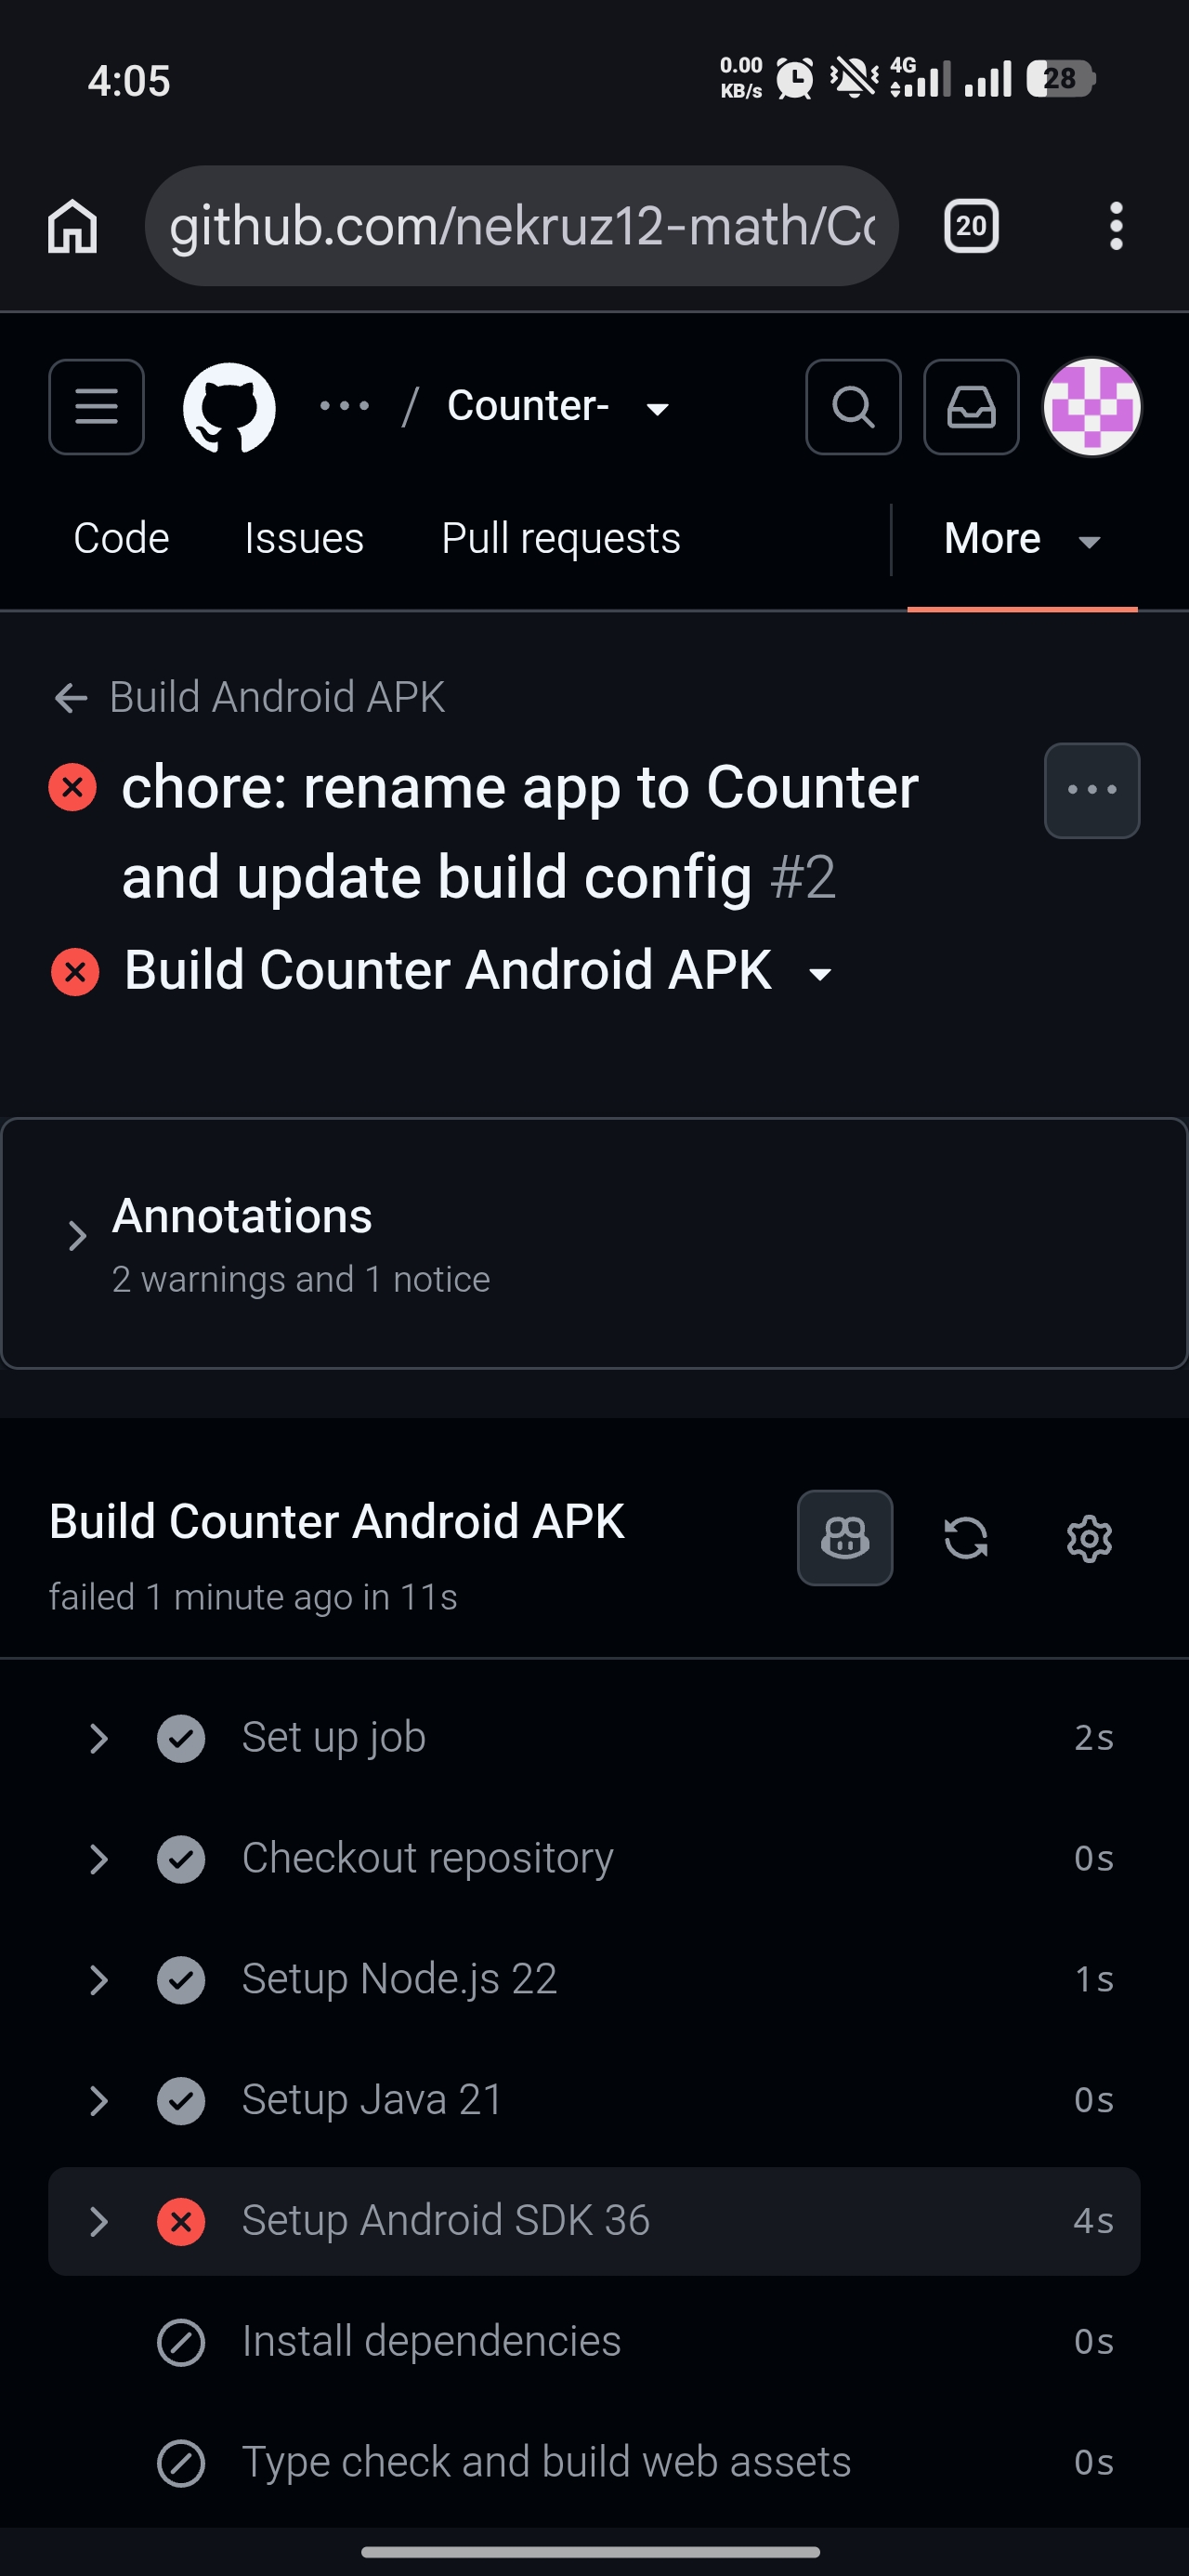 4:05
0.00
KB/s
4G
28
github.com/nekruz12-math/Co
20
/ Counter-
Code Issues Pull requests More
Build Android APK
chore: rename app to Counter
and update build config #2
Build Counter Android APK
Annotations
2 warnings and 1 notice
Build Counter Android APK
failed 1 minute ago in 11s
Set up job 2s
Checkout repository 0s
Setup Node.js 22 1s
Setup Java 21 0s
Setup Android SDK 36 4s
Install dependencies 0s
Type check and build web assets 0s